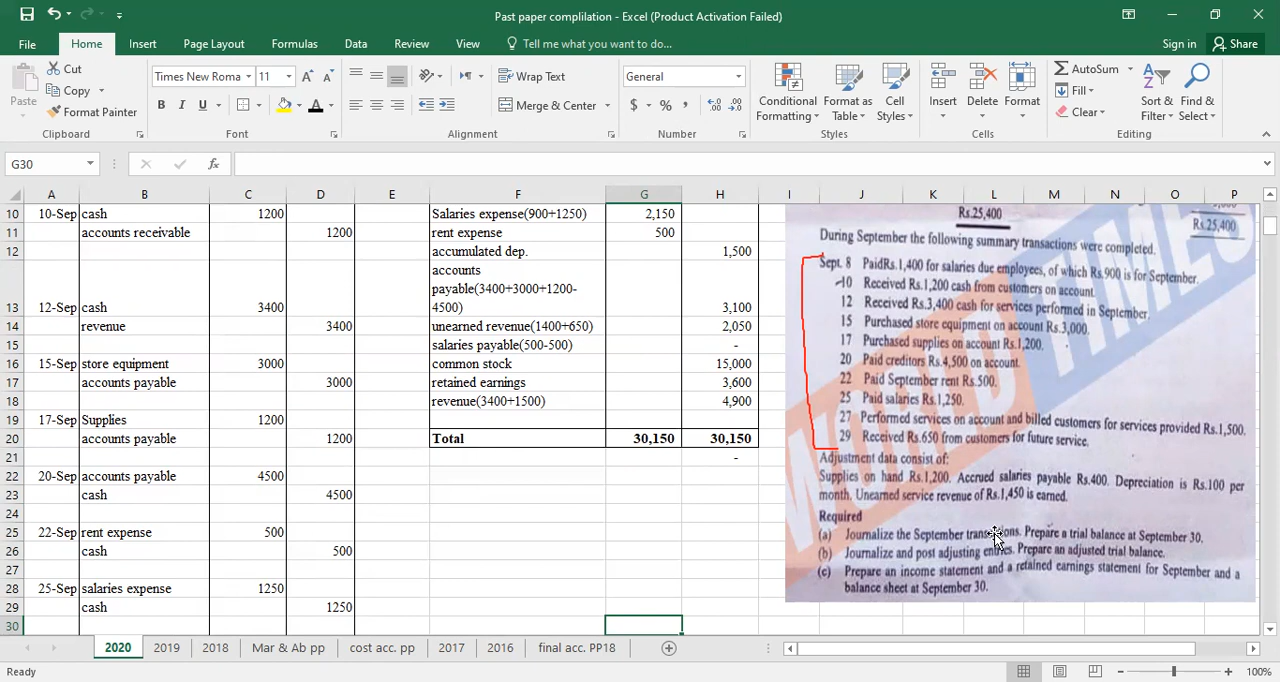 Past paper complilation - Excel (Product Activation Failed)
File Home Insert Page Layout Formulas Data Review View Tell me what you want to do... Sign in Share
Paste Cut Copy Format Painter
Times New Roma 11 B I U A Wrap Text Merge & Center General $ % , Conditional Formatting Format as Table Cell Styles Insert Delete Format AutoSum Fill Clear Sort & Filter Find & Select
Clipboard Font Alignment Number Styles Cells Editing
G30 fx
A B C D E F G H I J K L M N O P
10 10-Sep cash 1200 Salaries expense(900+1250) 2,150
11 accounts receivable 1200 rent expense 500
12 accumulated dep. 1,500
accounts
payable(3400+3000+1200-
13 12-Sep cash 3400 4500) 3,100
14 revenue 3400 unearned revenue(1400+650) 2,050
15 salaries payable(500-500) -
16 15-Sep store equipment 3000 common stock 15,000
17 accounts payable 3000 retained earnings 3,600
18 revenue(3400+1500) 4,900
19 17-Sep Supplies 1200
20 accounts payable 1200 Total 30,150 30,150
21 -
22 20-Sep accounts payable 4500
23 cash 4500
24
25 22-Sep rent expense 500
26 cash 500
27
28 25-Sep salaries expense 1250
29 cash 1250
30
Rs.25,400 Rs.25,400
During September the following summary transactions were completed.
Sept. 8 PaidRs.1,400 for salaries due employees, of which Rs.900 is for September.
10 Received Rs.1,200 cash from customers on account.
12 Received Rs.3,400 cash for services performed in September.
15 Purchased store equipment on account Rs.3,000.
17 Purchased supplies on account Rs.1,200.
20 Paid creditors Rs.4,500 on account.
22 Paid September rent Rs.500.
25 Paid salaries Rs.1,250.
27 Performed services on account and billed customers for services provided Rs.1,500.
29 Received Rs.650 from customers for future service.
Adjustment data consist of:
Supplies on hand Rs.1,200. Accrued salaries payable Rs.400. Depreciation is Rs.100 per
month. Unearned service revenue of Rs.1,450 is earned.
Required
(a) Journalize the September transactions. Prepare a trial balance at September 30.
(b) Journalize and post adjusting entries. Prepare an adjusted trial balance.
(c) Prepare an income statement and a retained earnings statement for September and a
balance sheet at September 30.
WORLD TIMES
2020 2019 2018 Mar & Ab pp cost acc. pp 2017 2016 final acc. PP18
Ready 100%